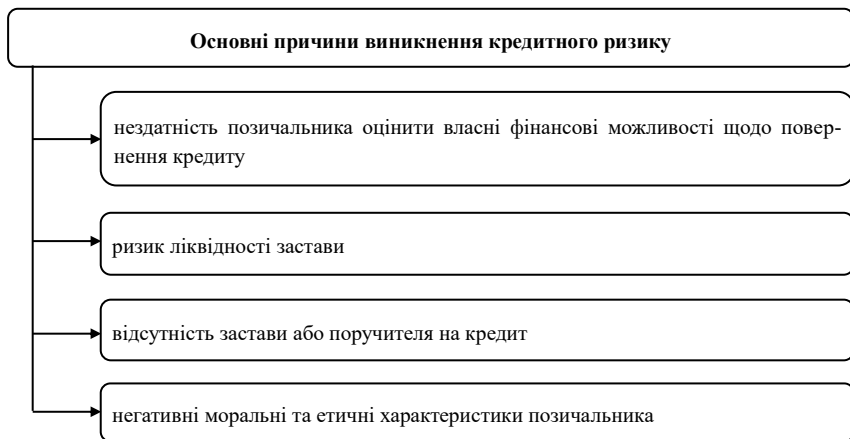 Основні причини виникнення кредитного ризику
нездатність позичальника оцінити власні фінансові можливості щодо повер-
нення кредиту
ризик ліквідності застави
відсутність застави або поручителя на кредит
негативні моральні та етичні характеристики позичальника